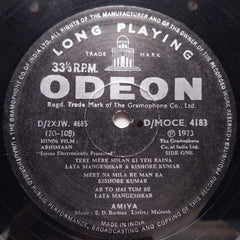 LONG PLAYING
TRADE MARK
33⅓ R.P.M.
ODEON
Regd. Trade Mark of The Gramophone Co., Ltd.
D/2XJW. 4685
D/MOCE. 4183
(20-108)
℗ 1973
HINDI FILM :
The Gramophone
ABHIMAAN
Co. of India Ltd.
Stereo Electronically Processed
SIDE ONE
TERE MERE MILAN KI YEH RAINA
LATA MANGESHKAR & KISHORE KUMAR
MEET NA MILA RE MAN KA
KISHORE KUMAR
AB TO HAI TUM SE
LATA MANGESHKAR
AMIYA
Music : S. D. Burman Lyrics : Majrooh
MADE IN INDIA